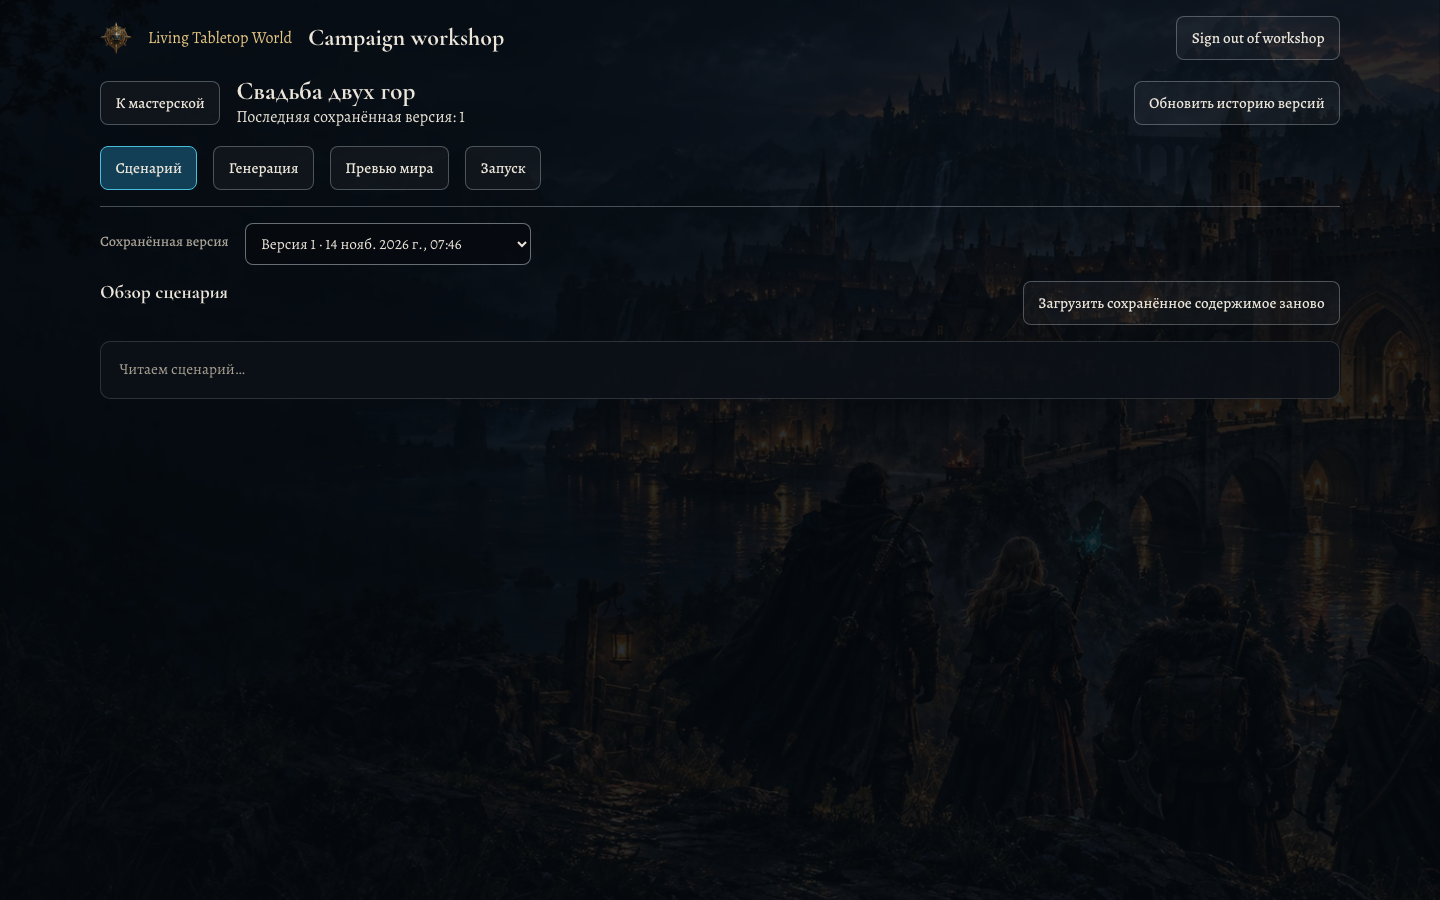 Living Tabletop World
Campaign workshop
Sign out of workshop
К мастерской
Свадьба двух гор
Последняя сохранённая версия: 1
Обновить историю версий
Сценарий
Генерация
Превью мира
Запуск
Сохранённая версия
Версия 1 · 14 нояб. 2026 г., 07:46
Обзор сценария
Загрузить сохранённое содержимое заново
Читаем сценарий...